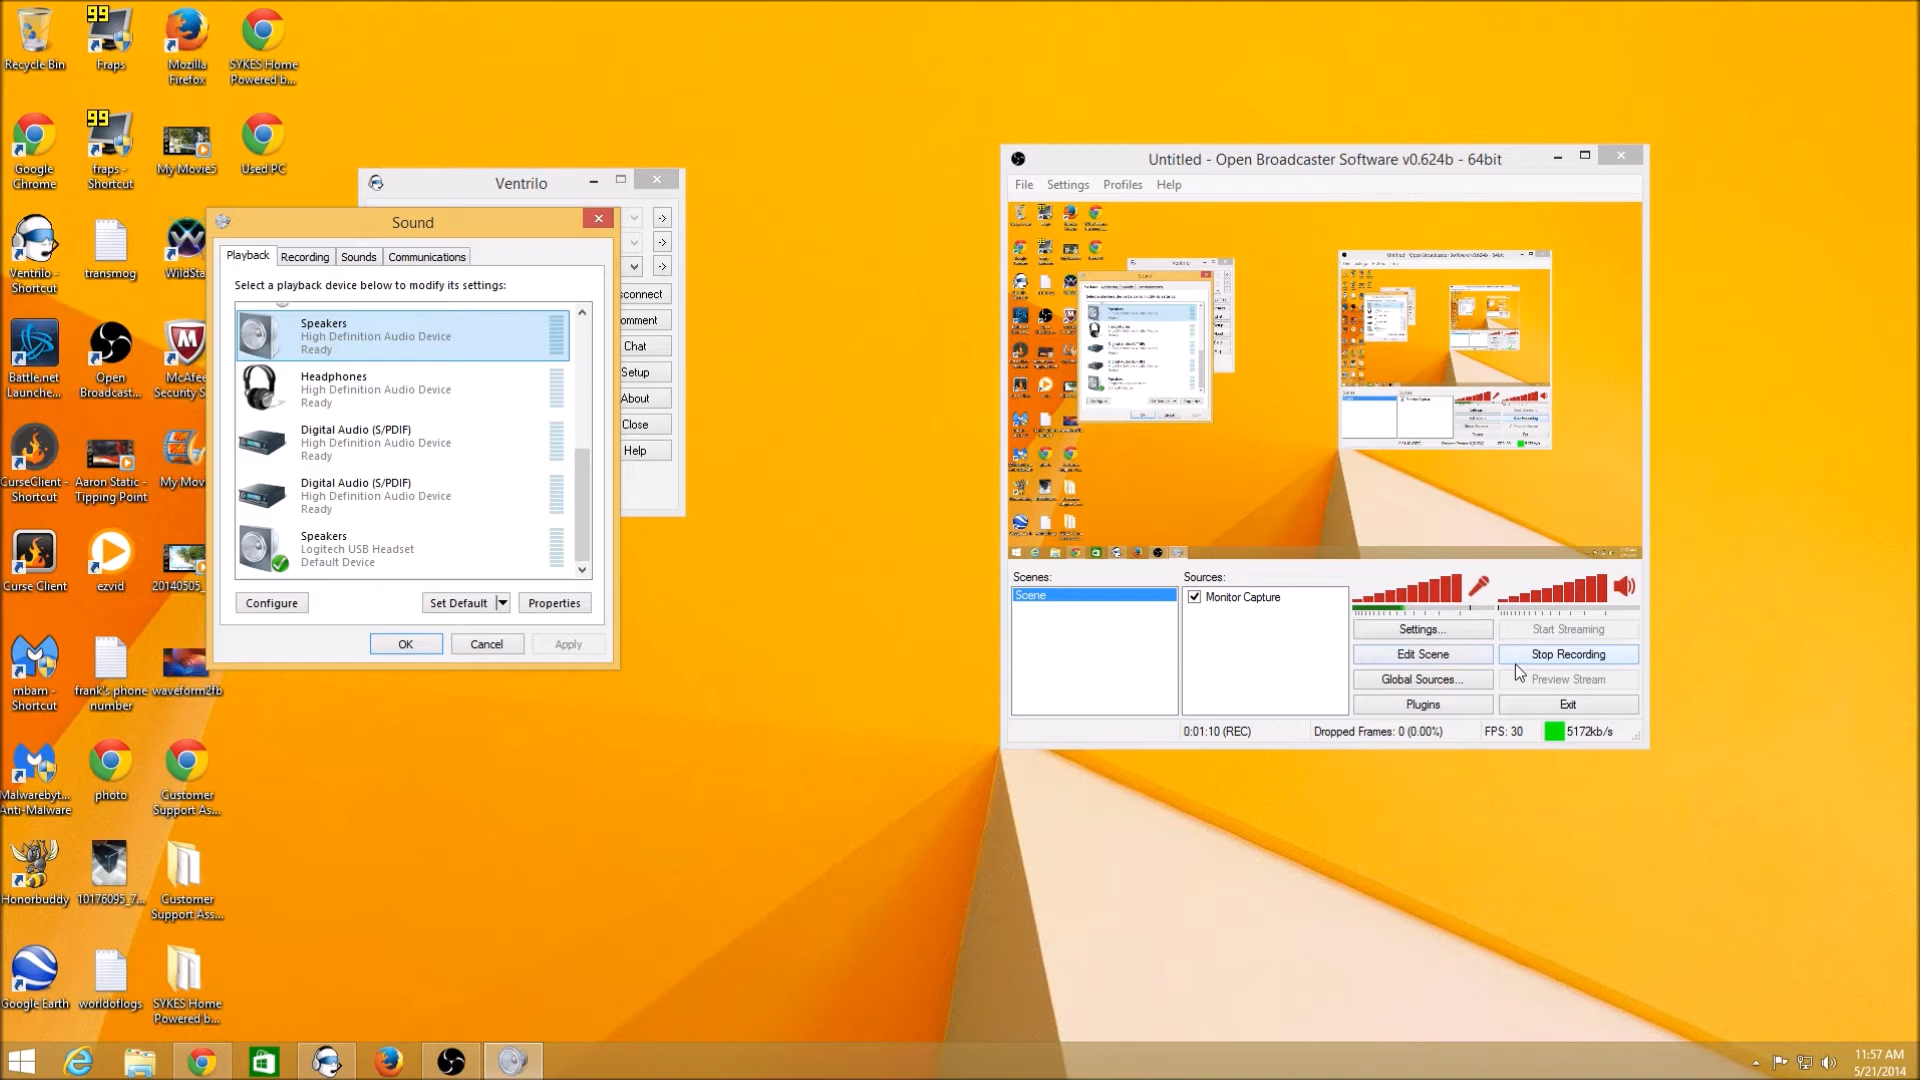 Recycle Bin
99
Fraps
Mozilla
Firefox
SYKES Home
Powered b...
Google
Chrome
99
fraps -
Shortcut
My Movie5
Used PC
Ventrilo -
Shortcut
transmog
WildSta
Battle.net
Launche...
Open
Broadcast...
McAfee
Security S
CurseClient -
Shortcut
Aaron Static -
Tipping Point
My Mov
Curse Client
ezvid
20140505_
mbam -
Shortcut
frank's phone
number
waveform2fb
Malwarebyt...
Anti-Malware
photo
Customer
Support As...
Honorbuddy
10176095_7...
Customer
Support Ass...
Google Earth
worldoflogs
SYKES Home
Powered b...
Ventrilo
->
->
->
sconnect
omment
Chat
Setup
About
Close
Help
Sound
Playback
Recording
Sounds
Communications
Select a playback device below to modify its settings:
Speakers
High Definition Audio Device
Ready
Headphones
High Definition Audio Device
Ready
Digital Audio (S/PDIF)
High Definition Audio Device
Ready
Digital Audio (S/PDIF)
High Definition Audio Device
Ready
Speakers
Logitech USB Headset
Default Device
Configure
Set Default
Properties
OK
Cancel
Apply
Untitled - Open Broadcaster Software v0.624b - 64bit
File
Settings
Profiles
Help
Scenes:
Scene
Sources:
Monitor Capture
Settings...
Start Streaming
Edit Scene
Stop Recording
Global Sources...
Preview Stream
Plugins
Exit
0:01:10 (REC)
Dropped Frames: 0 (0.00%)
FPS: 30
5172kb/s
11:57 AM
5/21/2014